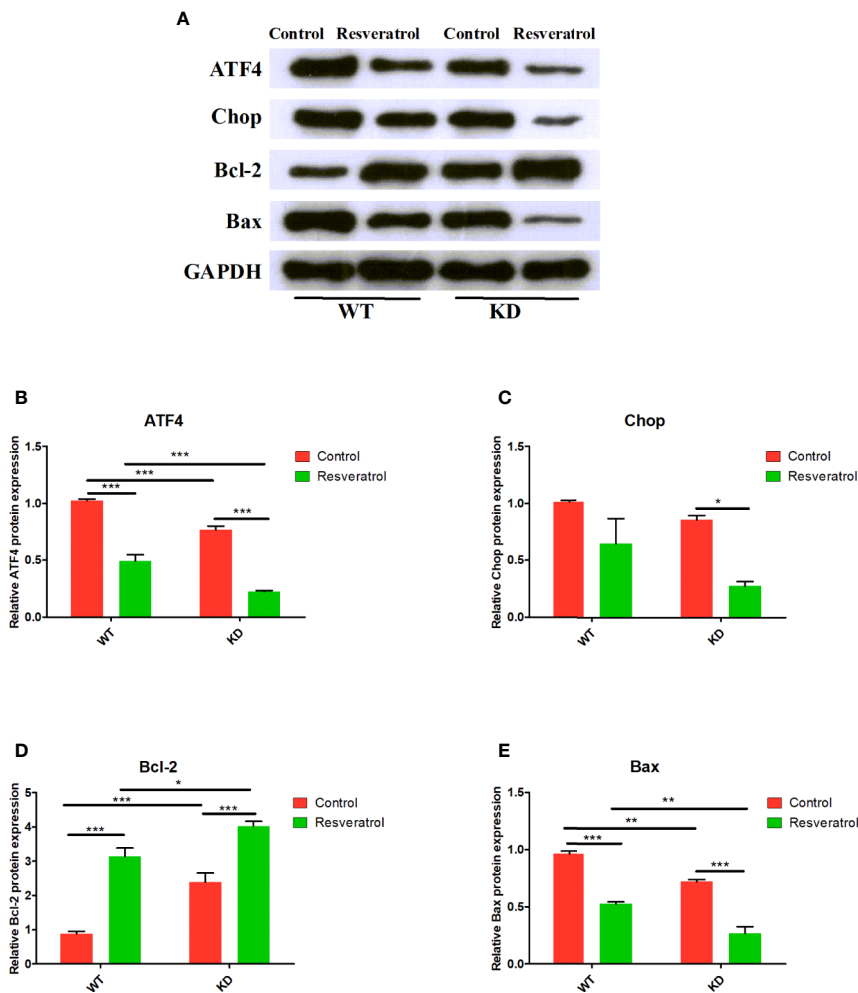 A
Control Resveratrol Control Resveratrol
ATF4
Chop
Bcl-2
Bax
GAPDH
WT KD
B
ATF4
Relative ATF4 protein expression
1.5
1.0
0.5
0.0
***
***
***
***
WT
KD
Control
Resveratrol
C
Chop
Relative Chop protein expression
1.5
1.0
0.5
0.0
*
WT
KD
Control
Resveratrol
D
Bcl-2
Relative Bcl-2 protein expression
5
4
3
2
1
0
*
***
***
***
WT
KD
Control
Resveratrol
E
Bax
Relative Bax protein expression
1.5
1.0
0.5
0.0
**
**
***
***
WT
KD
Control
Resveratrol